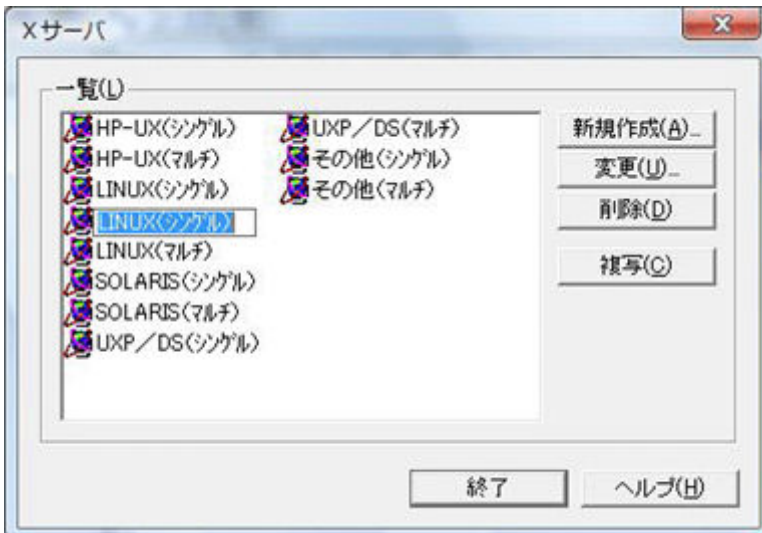 Xサーバ
一覧(L)
HP-UX(ｼﾝｸﾞﾙ)
HP-UX(ﾏﾙﾁ)
LINUX(ｼﾝｸﾞﾙ)
LINUX(ｼﾝｸﾞﾙ)
LINUX(ﾏﾙﾁ)
SOLARIS(ｼﾝｸﾞﾙ)
SOLARIS(ﾏﾙﾁ)
UXP／DS(ｼﾝｸﾞﾙ)
UXP／DS(ﾏﾙﾁ)
その他(ｼﾝｸﾞﾙ)
その他(ﾏﾙﾁ)
新規作成(A)...
変更(U)...
削除(D)
複写(C)
終了
ヘルプ(H)